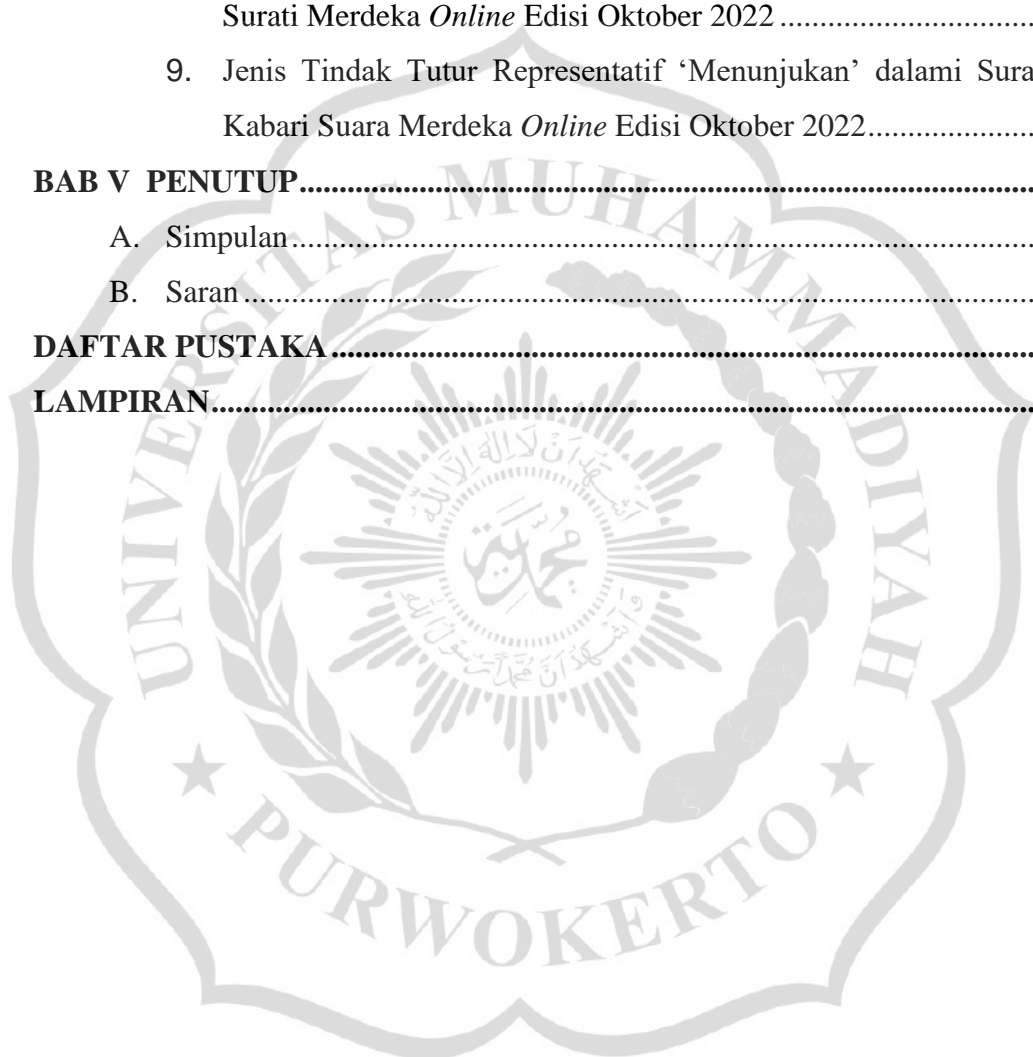 Surati Merdeka Online Edisi Oktober 2022 ................................
9. Jenis Tindak Tutur Representatif ‘Menunjukan’ dalami Sura
Kabari Suara Merdeka Online Edisi Oktober 2022.....................
BAB V PENUTUP..........................................................................................
A. Simpulan...............................................................................................
B. Saran.....................................................................................................
DAFTAR PUSTAKA......................................................................................
LAMPIRAN....................................................................................................
UNIVERSITAS MUHAMMADIYAH
PURWOKERTO